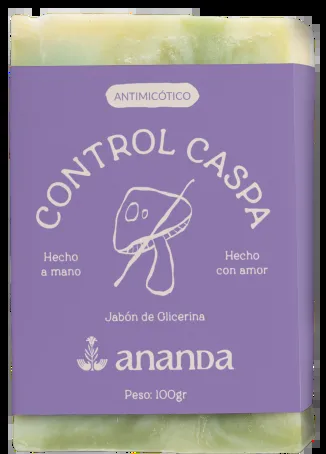 ANTIMICÓTICO
CONTROL CASPA
Hecho
a mano
Hecho
con amor
Jabón de Glicerina
ananda
Peso: 100gr